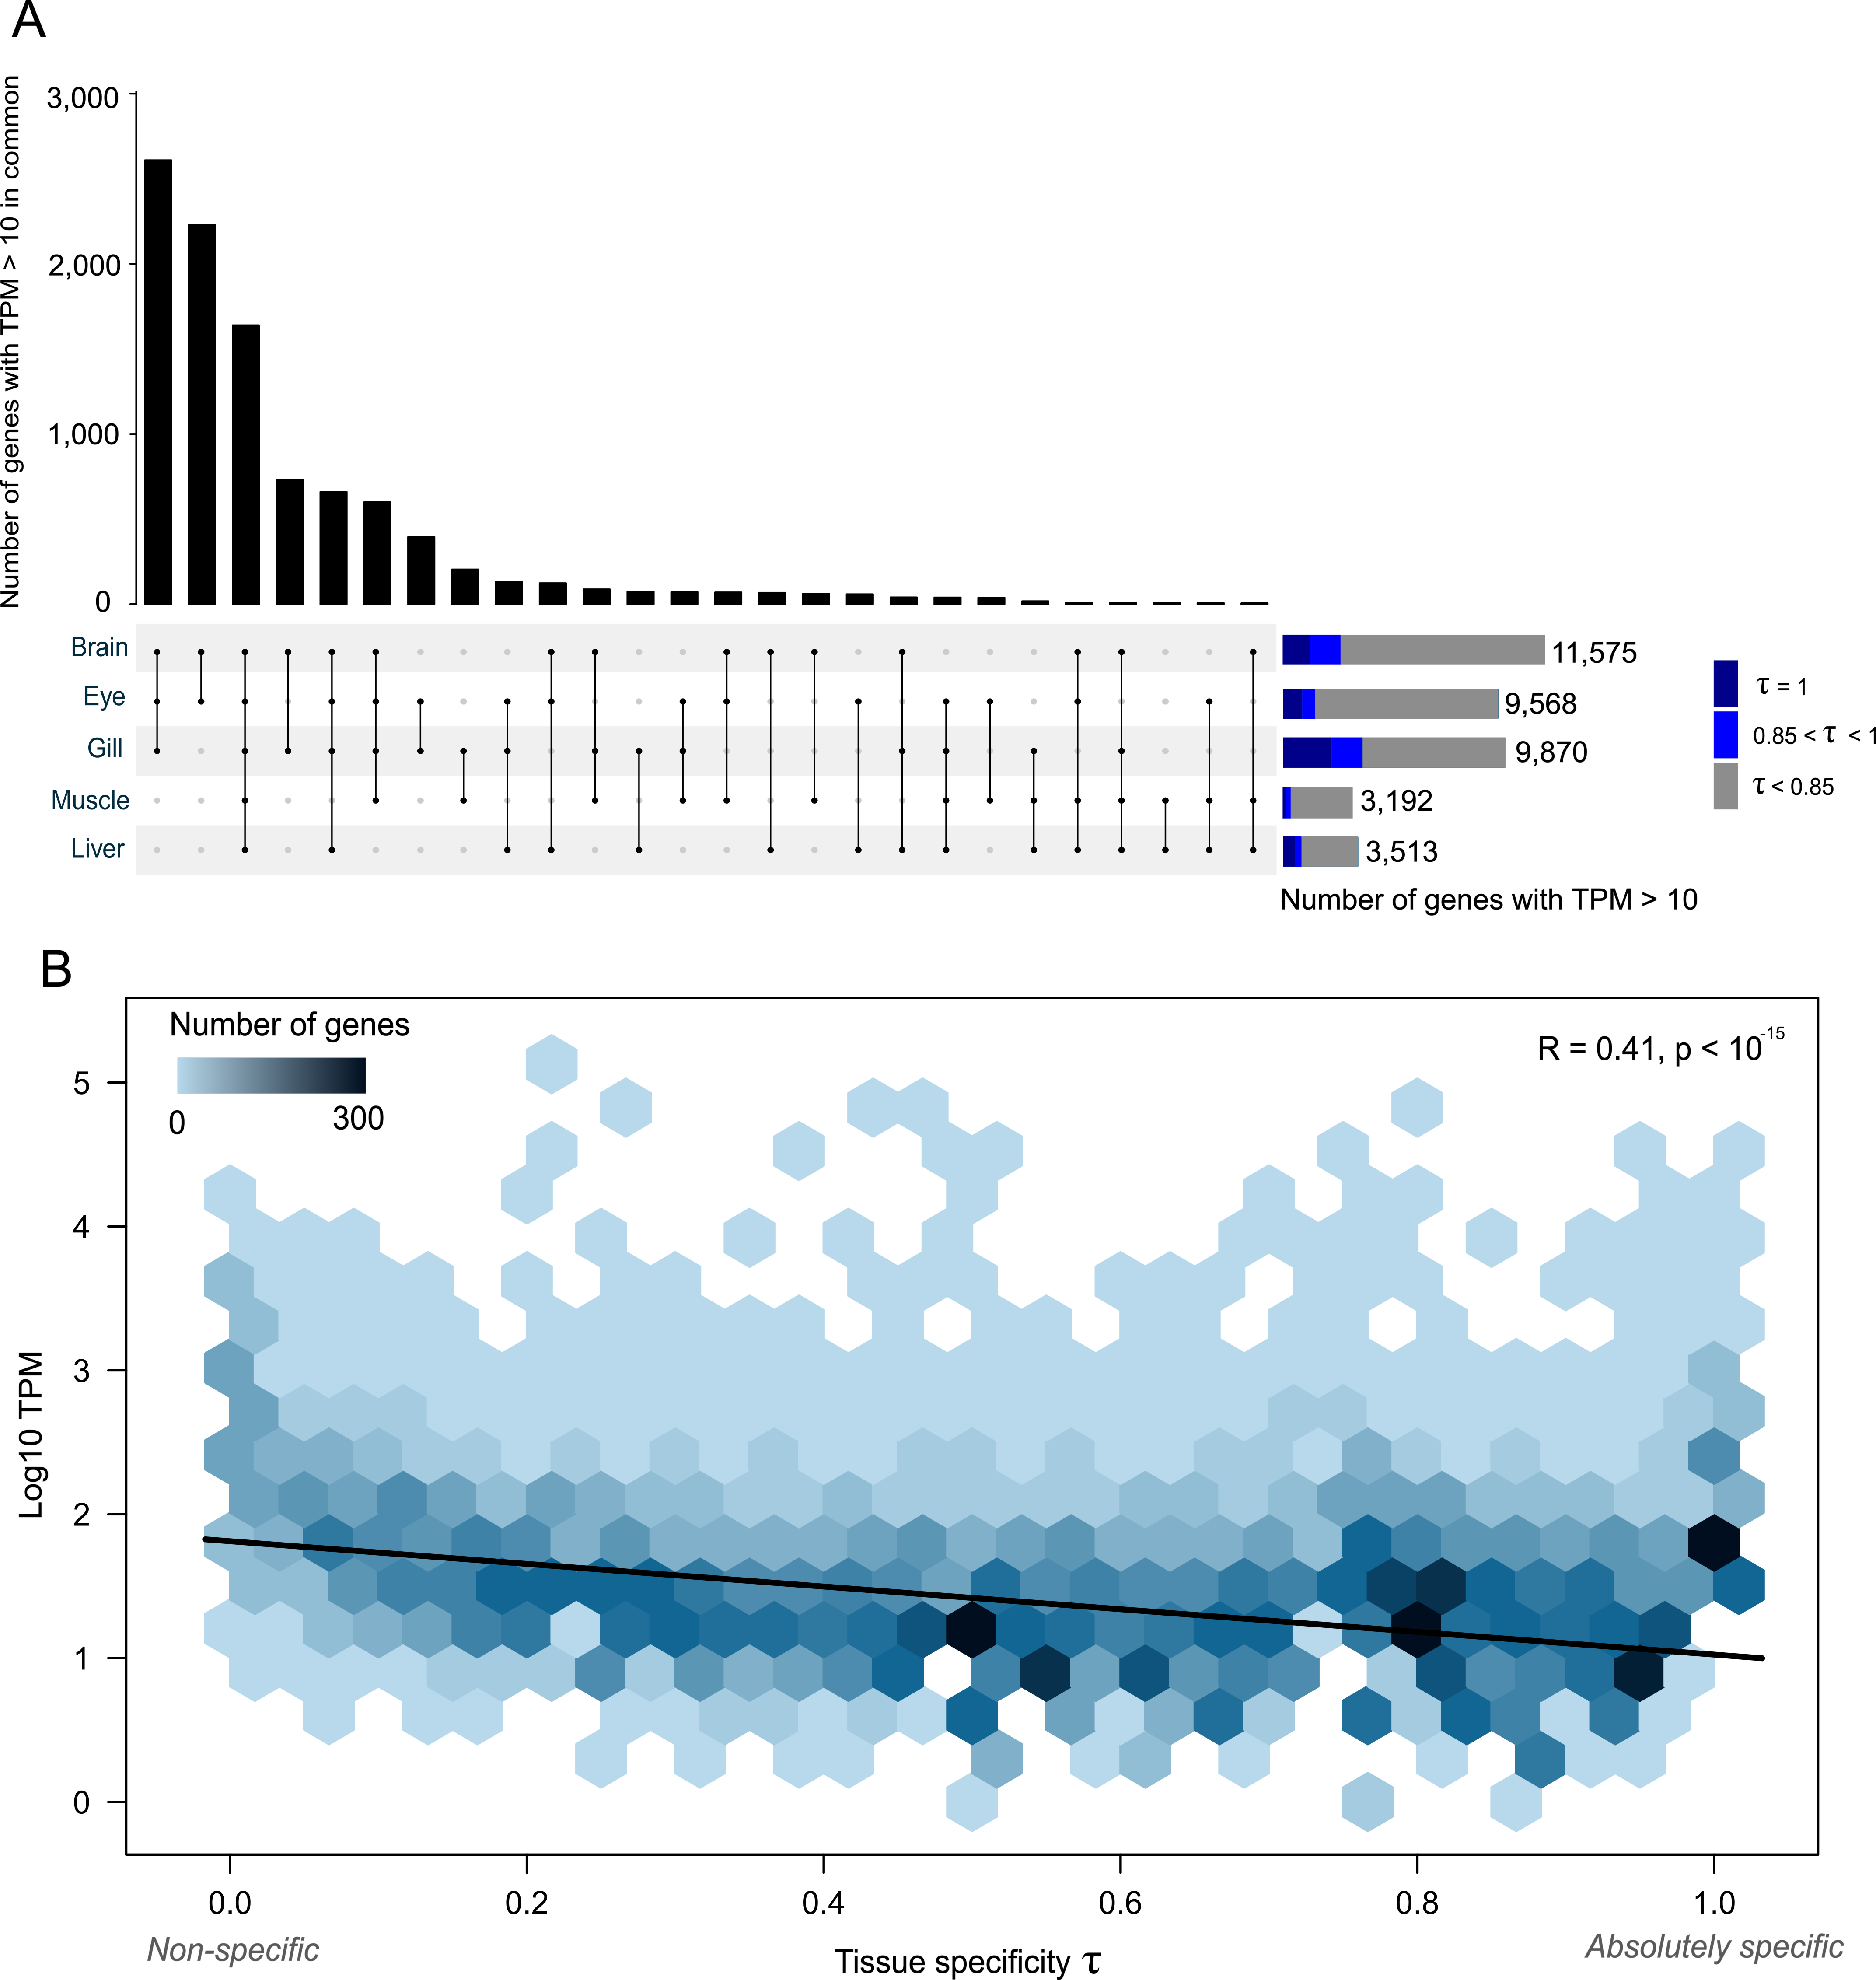 A
Number of genes with TPM > 10 in common
3,000
2,000
1,000
0
Brain
Eye
Gill
Muscle
Liver
11,575
9,568
9,870
3,192
3,513
Number of genes with TPM > 10
τ = 1
0.85 < τ < 1
τ < 0.85
B
Number of genes
0
300
R = 0.41, p < 10^-15
Log10 TPM
5
4
3
2
1
0
0.0
0.2
0.4
0.6
0.8
1.0
Non-specific
Tissue specificity τ
Absolutely specific